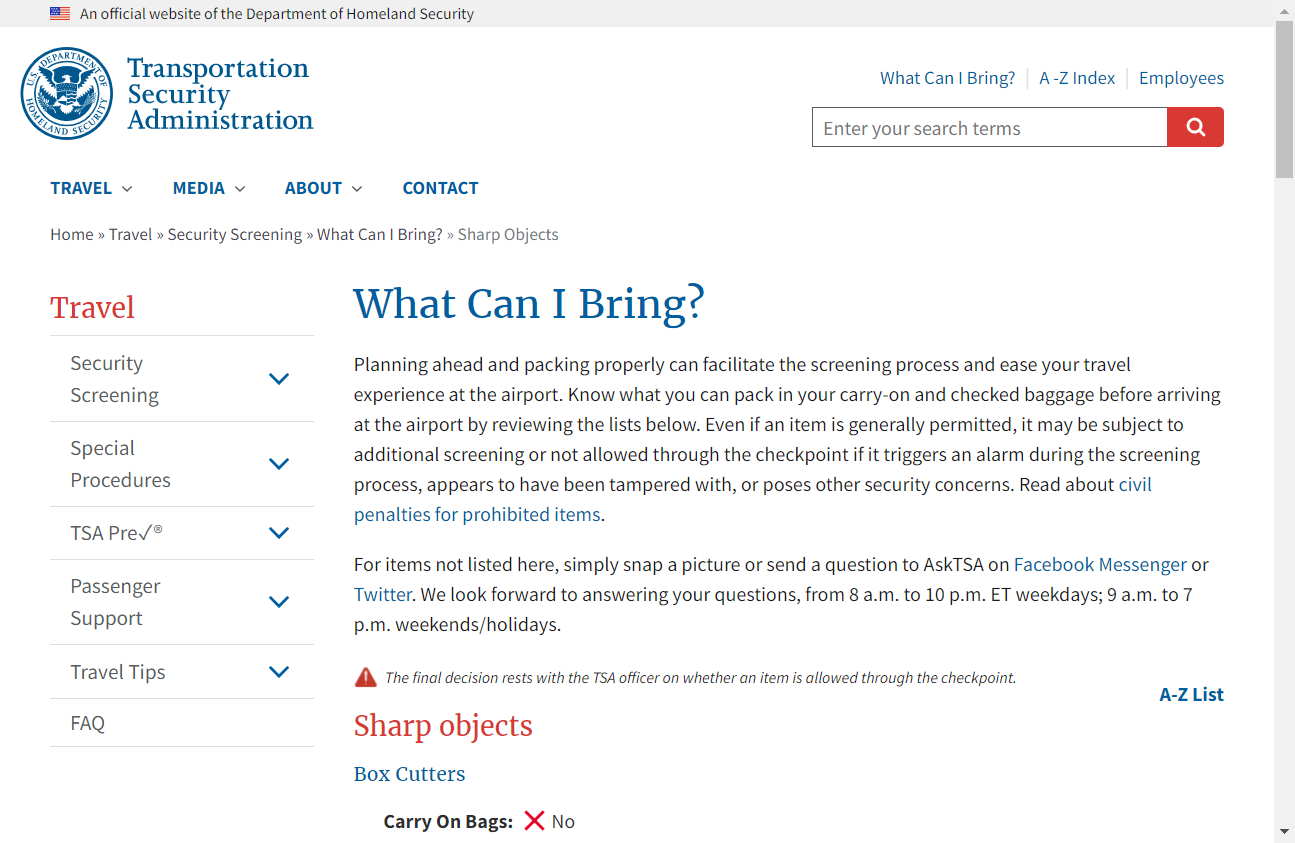 An official website of the Department of Homeland Security
U.S. DEPARTMENT OF HOMELAND SECURITY
Transportation
Security
Administration
What Can I Bring?
A -Z Index
Employees
Enter your search terms
TRAVEL
MEDIA
ABOUT
CONTACT
Home » Travel » Security Screening » What Can I Bring? » Sharp Objects
Travel
Security
Screening
Special
Procedures
TSA Pre✓®
Passenger
Support
Travel Tips
FAQ
What Can I Bring?
Planning ahead and packing properly can facilitate the screening process and ease your travel
experience at the airport. Know what you can pack in your carry-on and checked baggage before arriving
at the airport by reviewing the lists below. Even if an item is generally permitted, it may be subject to
additional screening or not allowed through the checkpoint if it triggers an alarm during the screening
process, appears to have been tampered with, or poses other security concerns. Read about civil
penalties for prohibited items.
For items not listed here, simply snap a picture or send a question to AskTSA on Facebook Messenger or
Twitter. We look forward to answering your questions, from 8 a.m. to 10 p.m. ET weekdays; 9 a.m. to 7
p.m. weekends/holidays.
The final decision rests with the TSA officer on whether an item is allowed through the checkpoint.
A-Z List
Sharp objects
Box Cutters
Carry On Bags: No